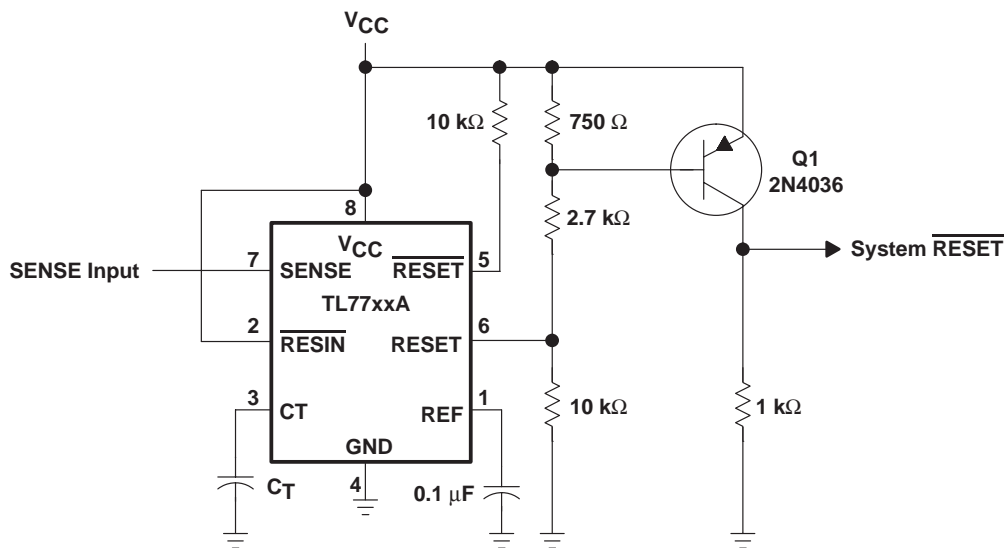 VCC
10 kΩ
750 Ω
Q1
2N4036
8
2.7 kΩ
VCC
SENSE Input
7
SENSE
RESET
5
System RESET
TL77xxA
2
RESIN
RESET
6
3
CT
REF
1
10 kΩ
1 kΩ
GND
CT
4
0.1 μF